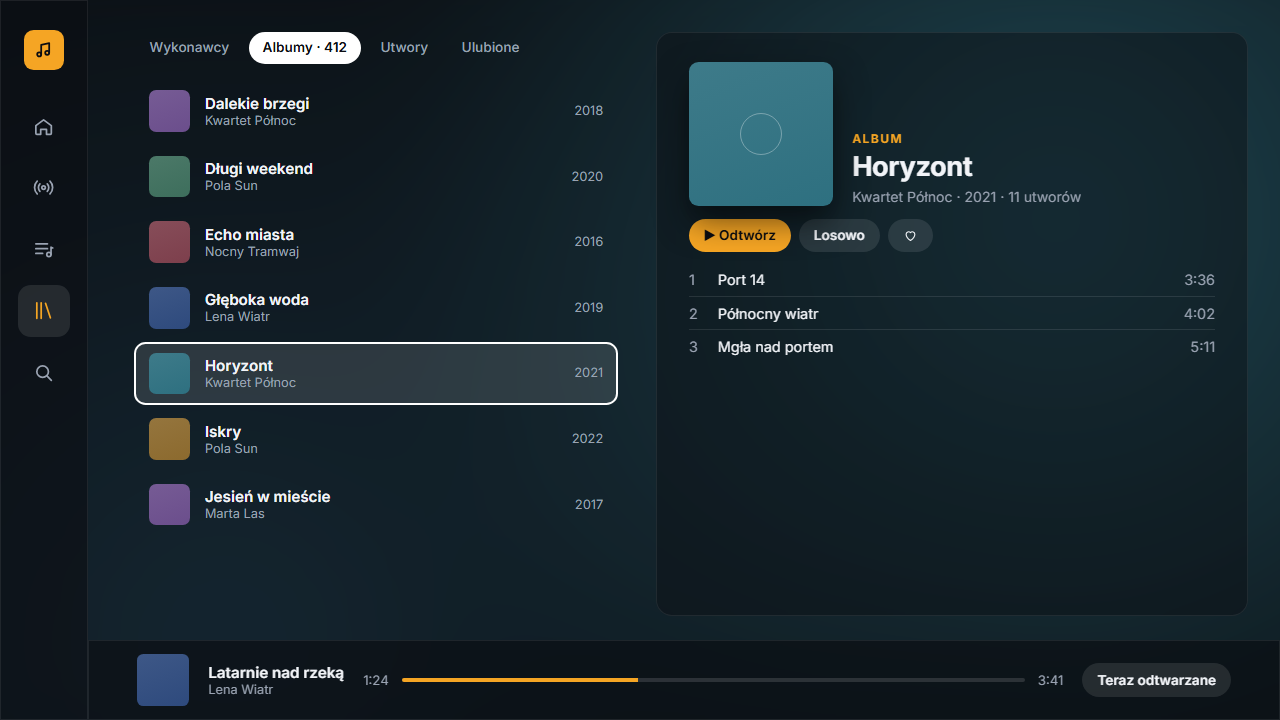 Wykonawcy
Albumy · 412
Utwory
Ulubione
Dalekie brzegi
Kwartet Północ
2018
Długi weekend
Pola Sun
2020
Echo miasta
Nocny Tramwaj
2016
Głęboka woda
Lena Wiatr
2019
Horyzont
Kwartet Północ
2021
Iskry
Pola Sun
2022
Jesień w mieście
Marta Las
2017
ALBUM
Horyzont
Kwartet Północ · 2021 · 11 utworów
Odtwórz
Losowo
1 Port 14 3:36
2 Północny wiatr 4:02
3 Mgła nad portem 5:11
Latarnie nad rzeką
Lena Wiatr
1:24
3:41
Teraz odtwarzane